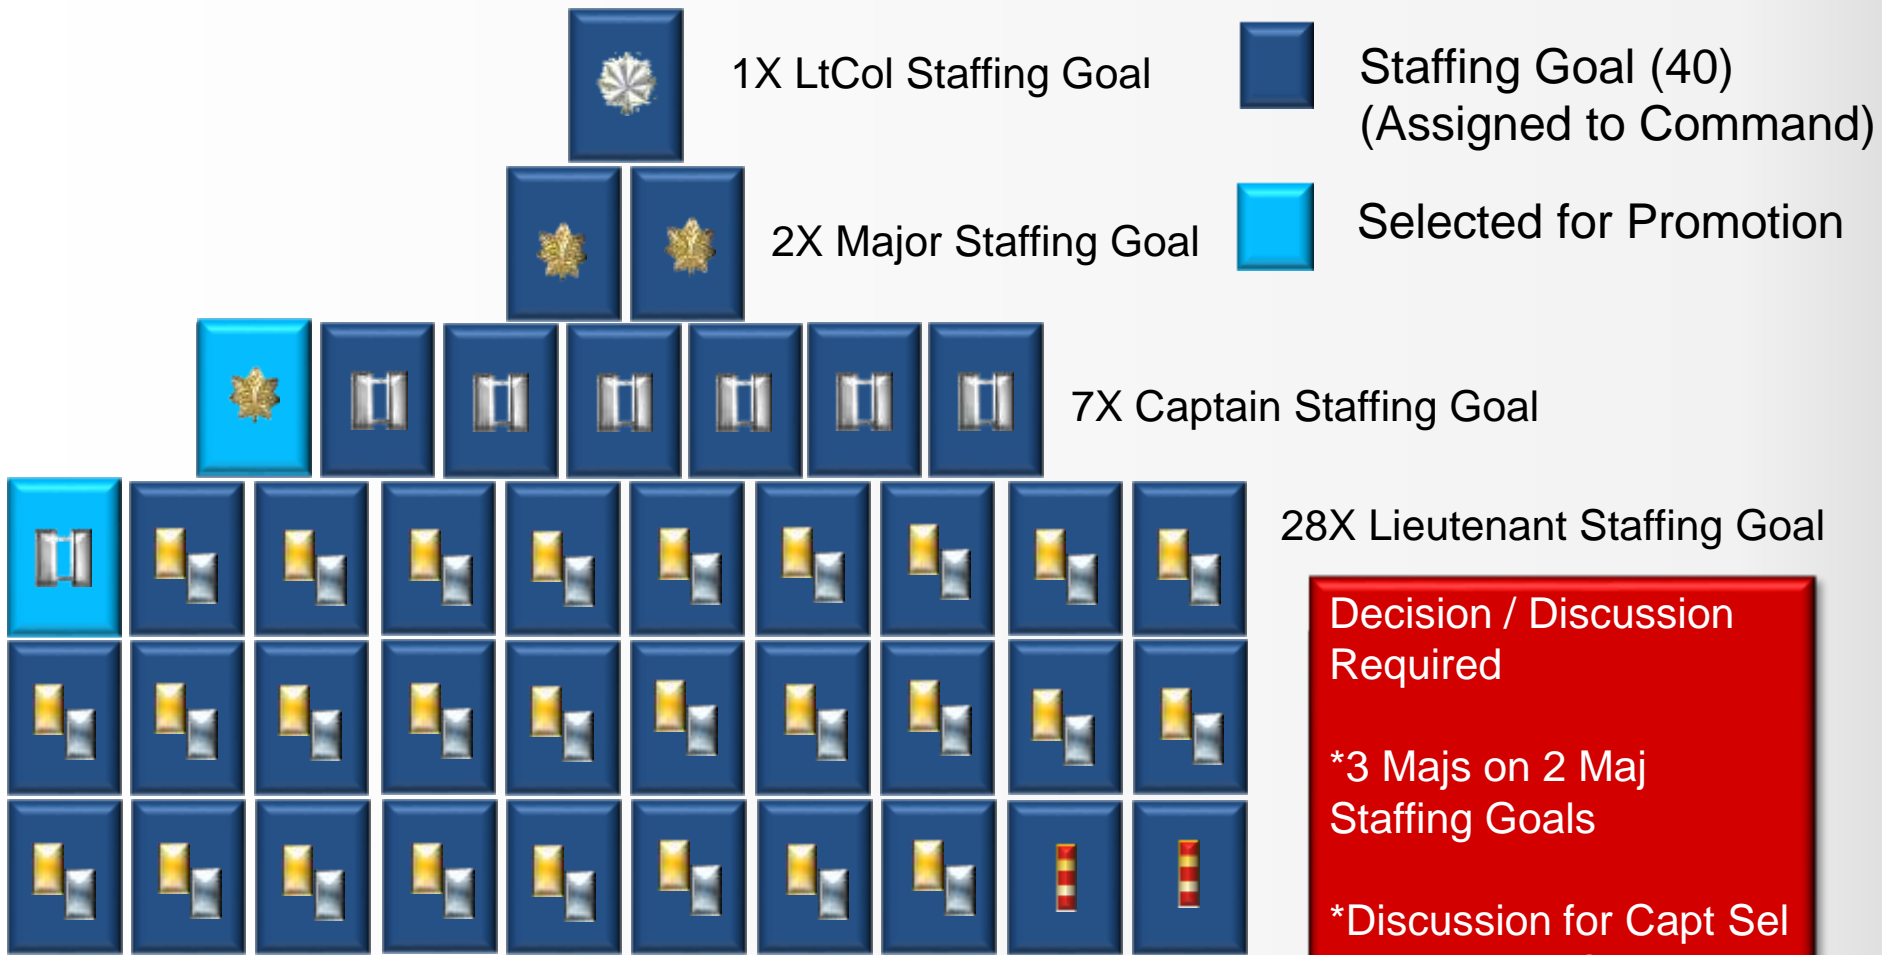 1X LtCol Staffing Goal
Staffing Goal (40)
(Assigned to Command)
2X Major Staffing Goal
Selected for Promotion
7X Captain Staffing Goal
28X Lieutenant Staffing Goal
Decision / Discussion
Required
*3 Majs on 2 Maj
Staffing Goals
*Discussion for Capt Sel